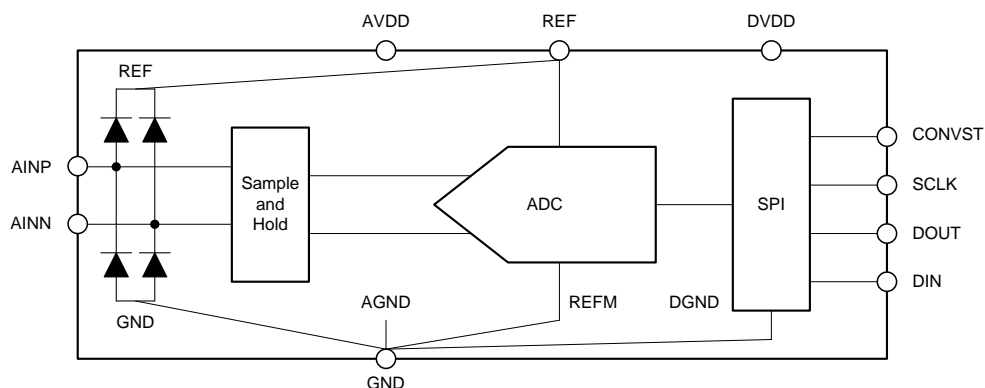 AVDD
REF
DVDD
REF
AINP
AINN
Sample
and
Hold
ADC
SPI
CONVST
SCLK
DOUT
DIN
GND
AGND
REFM
DGND
GND